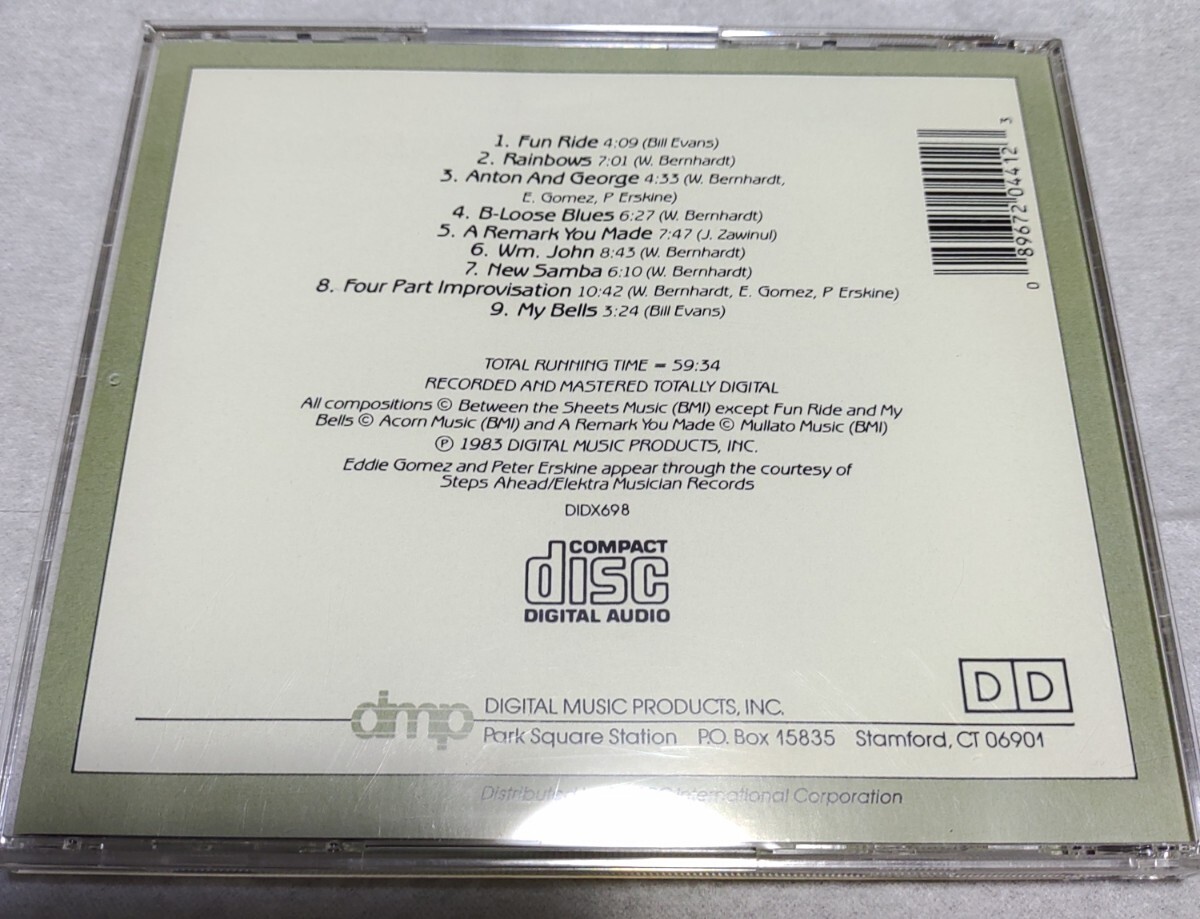 1. Fun Ride 4:09 (Bill Evans)
2. Rainbows 7:01 (W. Bernhardt)
3. Anton And George 4:33 (W. Bernhardt,
E. Gomez, P Erskine)
4. B-Loose Blues 6:27 (W. Bernhardt)
5. A Remark You Made 7:47 (J. Zawinul)
6. Wm. John 8:43 (W. Bernhardt)
7. New Samba 6:10 (W. Bernhardt)
8. Four Part Improvisation 10:42 (W. Bernhardt, E. Gomez, P Erskine)
9. My Bells 3:24 (Bill Evans)
0 89672 04412 3
TOTAL RUNNING TIME = 59:34
RECORDED AND MASTERED TOTALLY DIGITAL
All compositions © Between the Sheets Music (BMI) except Fun Ride and My
Bells © Acorn Music (BMI) and A Remark You Made © Mullato Music (BMI)
℗ 1983 DIGITAL MUSIC PRODUCTS, INC.
Eddie Gomez and Peter Erskine appear through the courtesy of
Steps Ahead/Elektra Musician Records
DIDX698
COMPACT
disc
DIGITAL AUDIO
DD
dmp DIGITAL MUSIC PRODUCTS, INC.
Park Square Station P.O. Box 15835 Stamford, CT 06901
International Corporation